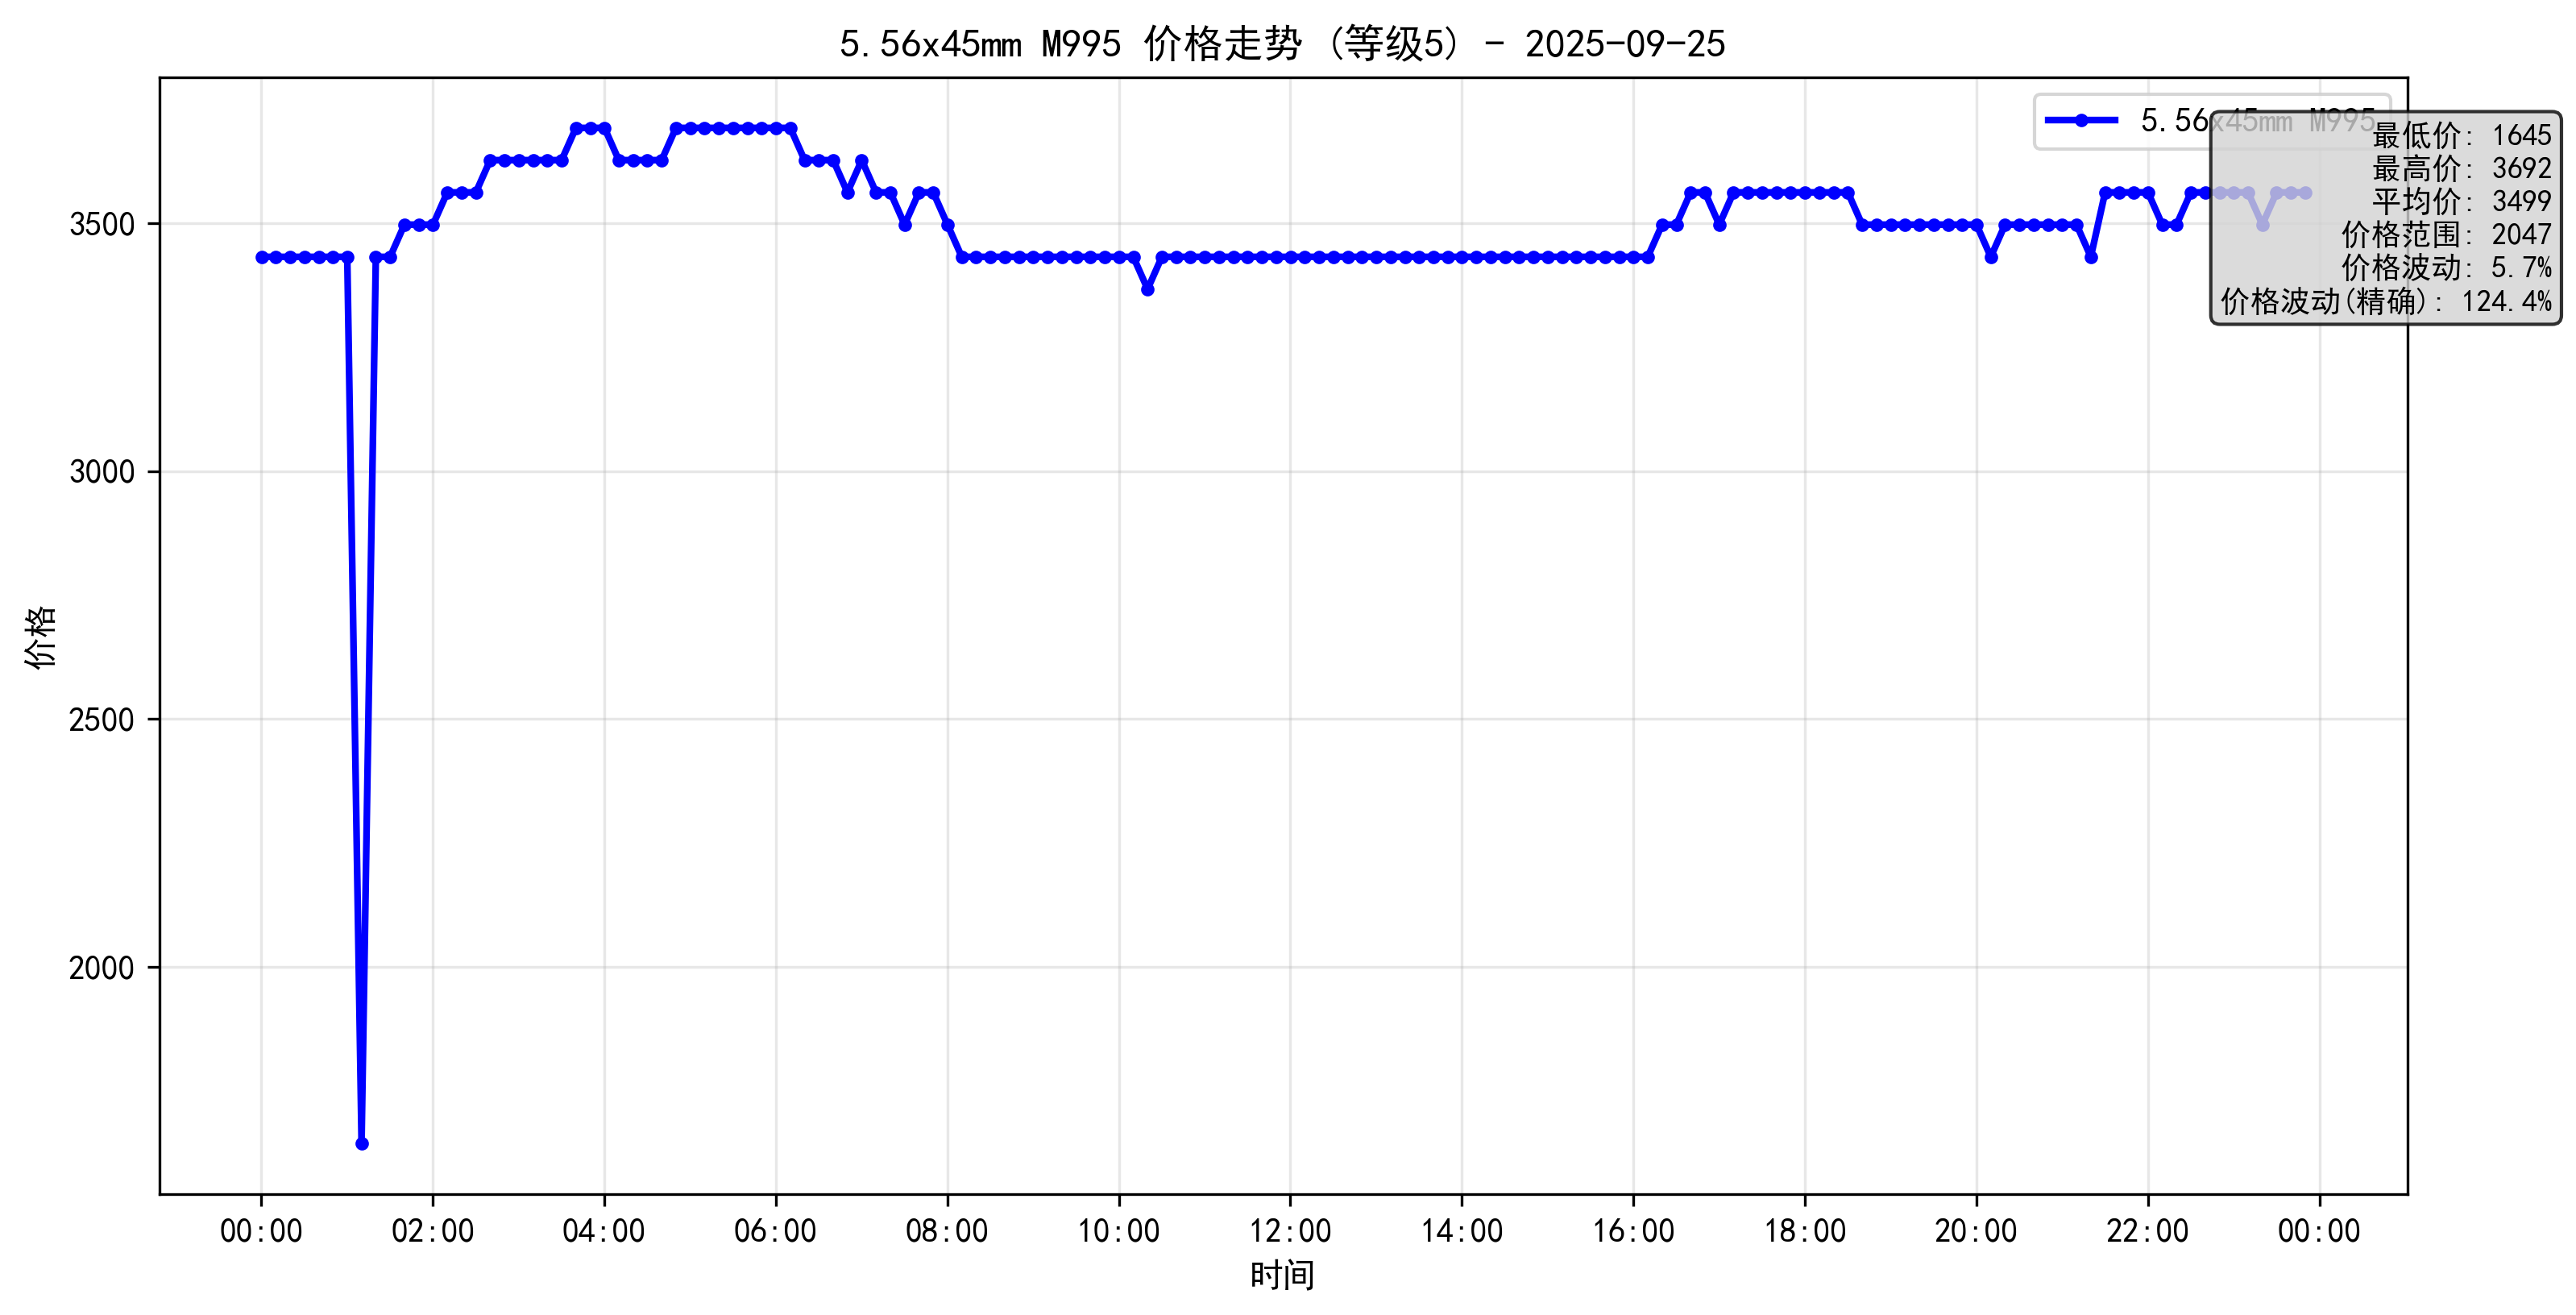 5.56x45mm M995 价格走势 (等级5) - 2025-09-25
5.56x45mm M995
最低价: 1645
最高价: 3692
平均价: 3499
价格范围: 2047
价格波动: 5.7%
价格波动(精确): 124.4%
3500
3000
2500
2000
价格
00:00 02:00 04:00 06:00 08:00 10:00 12:00 14:00 16:00 18:00 20:00 22:00 00:00
时间